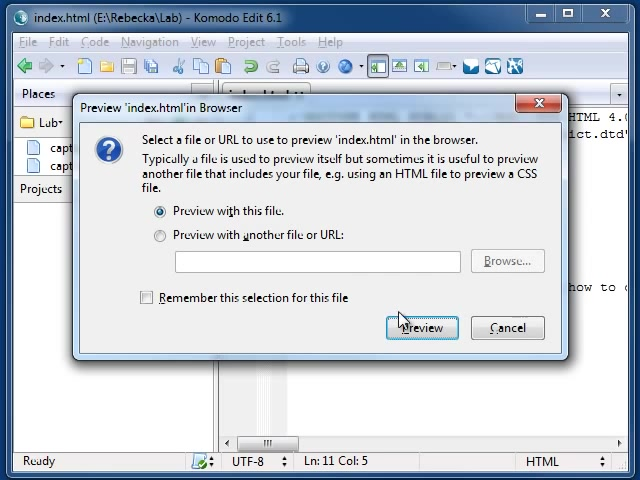 index.html (E:\Rebecka\Lab) - Komodo Edit 6.1
File Edit Code Navigation View Project Tools Help
Places
Lab
capt
capt
Projects
HTML 4.0
ict.dtd"
how to c
Preview 'index.html'in Browser
Select a file or URL to use to preview 'index.html' in the browser.
Typically a file is used to preview itself but sometimes it is useful to preview
another file that includes your file, e.g. using an HTML file to preview a CSS
file.
Preview with this file.
Preview with another file or URL:
Browse...
Remember this selection for this file
Preview Cancel
Ready UTF-8 Ln: 11 Col: 5 HTML